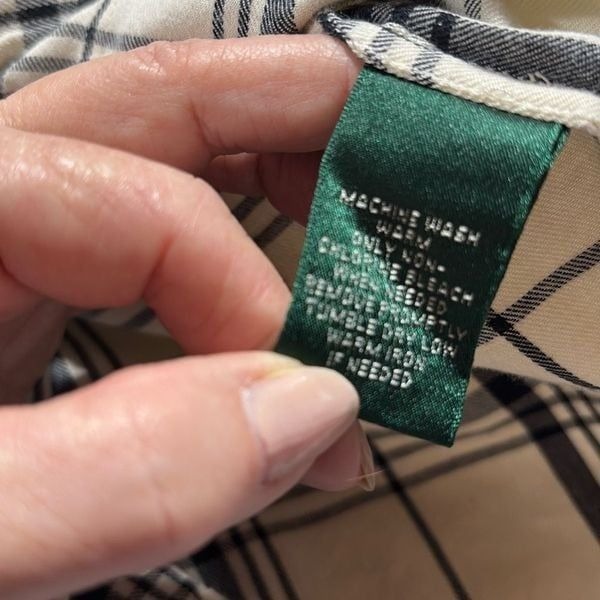 MACHINE WASH
WARM
ONLY NON-
CHLORINE BLEACH
WHEN NEEDED
REMOVE PROMPTLY
TUMBLE DRY LOW
WARM IRON
IF NEEDED